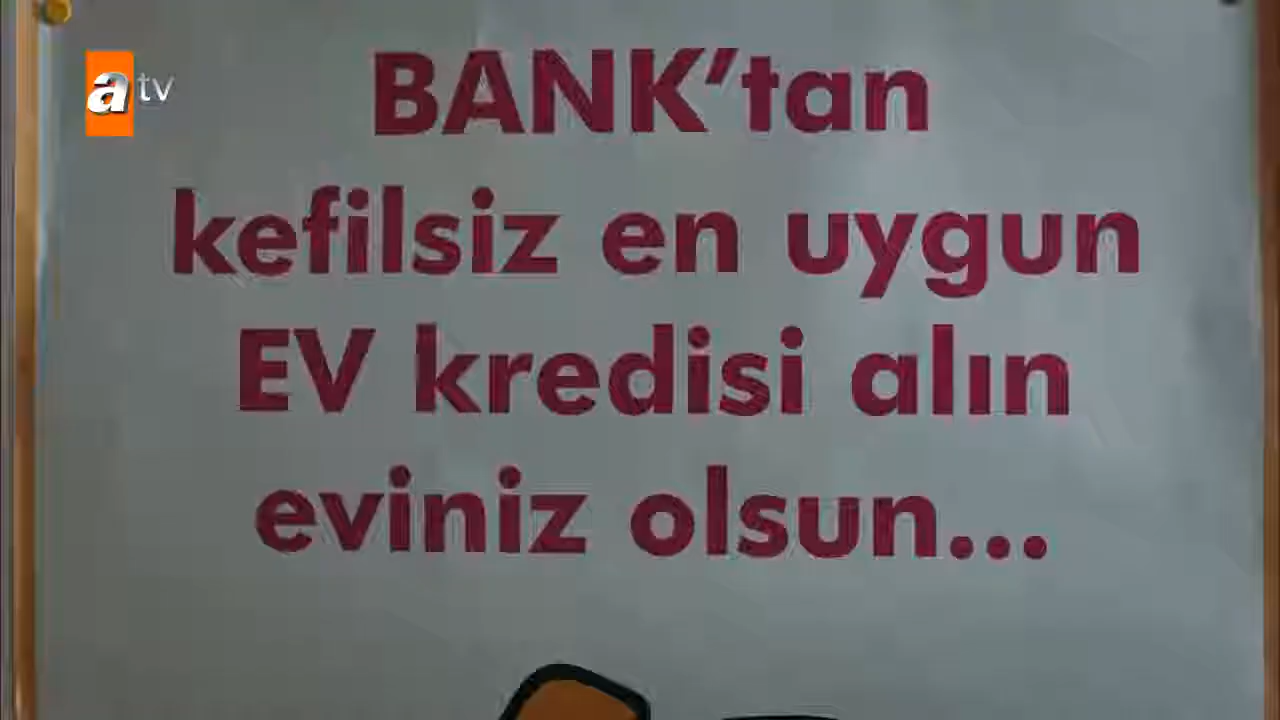 atv
BANK’tan
kefilsiz en uygun
EV kredisi alın
eviniz olsun...